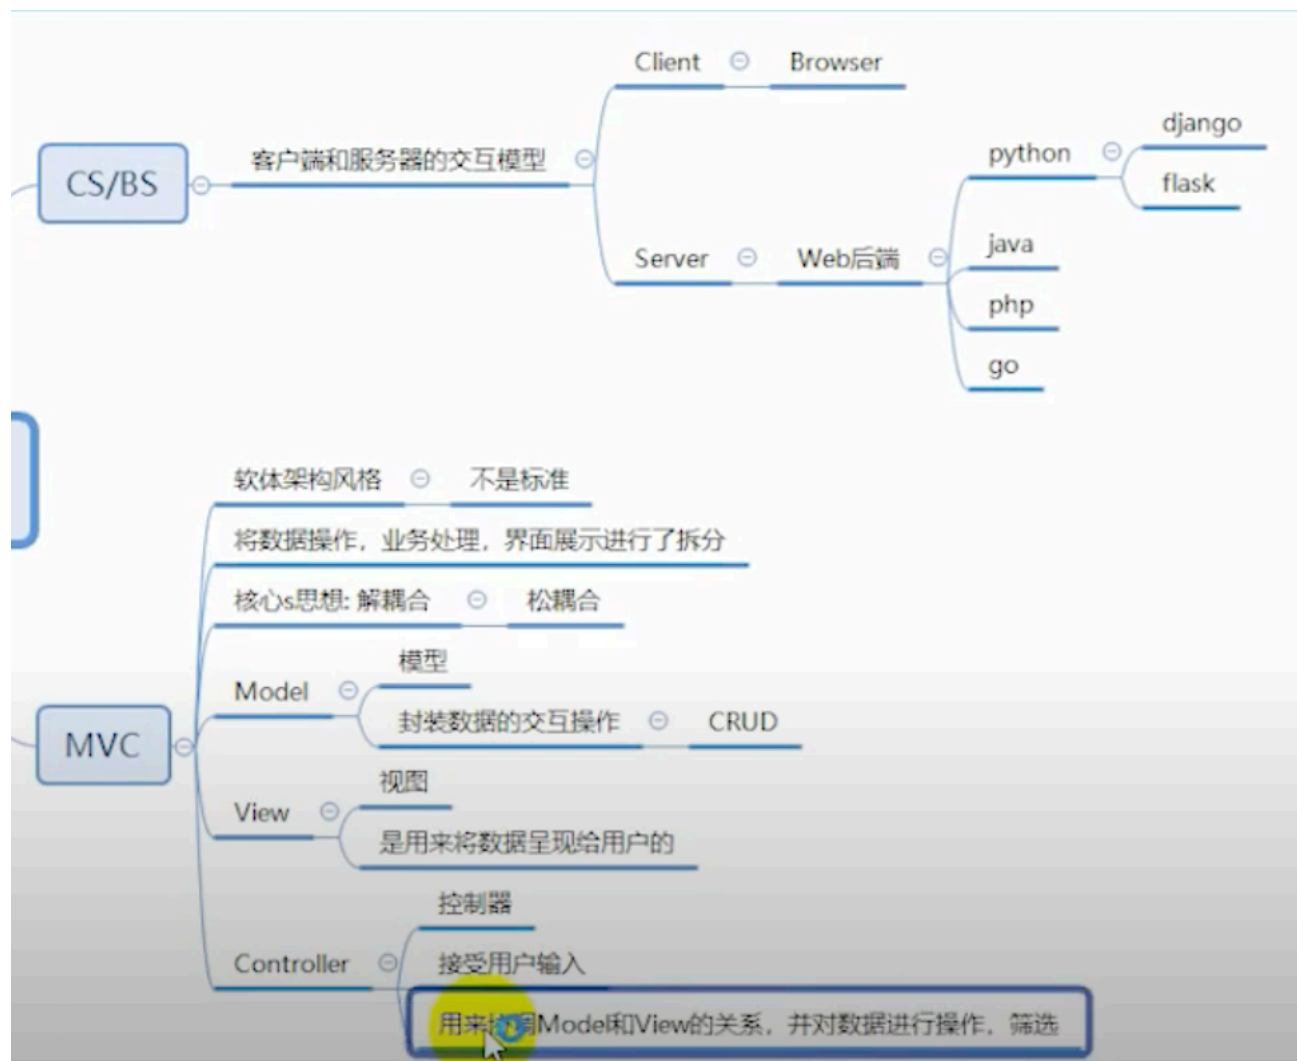 CS/BS
客户端和服务器的交互模型
Client
Browser
Server
Web后端
python
django
flask
java
php
go
MVC
软体架构风格
不是标准
将数据操作，业务处理，界面展示进行了拆分
核心s思想: 解耦合
松耦合
Model
模型
封装数据的交互操作
CRUD
View
视图
是用来将数据呈现给用户的
Controller
控制器
接受用户输入
用来Model和View的关系，并对数据进行操作，筛选